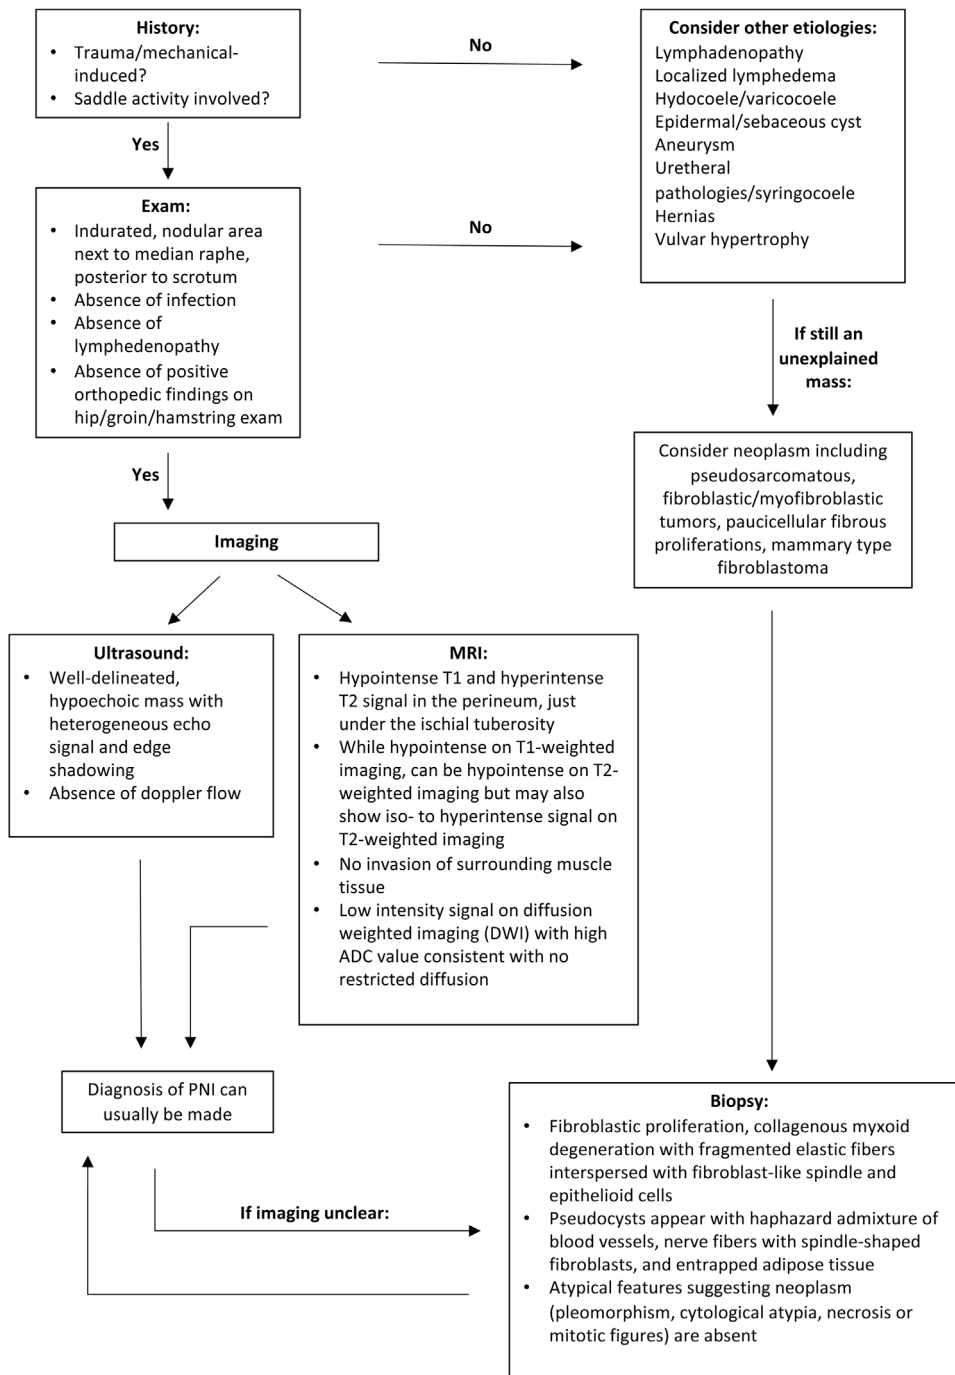 History:
• Trauma/mechanical-
induced?
• Saddle activity involved?
No
Consider other etiologies:
Lymphadenopathy
Localized lymphedema
Hydocoele/varicocoele
Epidermal/sebaceous cyst
Aneurysm
Uretheral
pathologies/syringocoele
Hernias
Vulvar hypertrophy
Yes
Exam:
• Indurated, nodular area
next to median raphe,
posterior to scrotum
• Absence of infection
• Absence of
lymphedenopathy
• Absence of positive
orthopedic findings on
hip/groin/hamstring exam
No
If still an
unexplained
mass:
Yes
Consider neoplasm including
pseudosarcomatous,
fibroblastic/myofibroblastic
tumors, paucicellular fibrous
proliferations, mammary type
fibroblastoma
Imaging
Ultrasound:
• Well-delineated,
hypoechoic mass with
heterogeneous echo
signal and edge
shadowing
• Absence of doppler flow
MRI:
• Hypointense T1 and hyperintense
T2 signal in the perineum, just
under the ischial tuberosity
• While hypointense on T1-weighted
imaging, can be hypointense on T2-
weighted imaging but may also
show iso- to hyperintense signal on
T2-weighted imaging
• No invasion of surrounding muscle
tissue
• Low intensity signal on diffusion
weighted imaging (DWI) with high
ADC value consistent with no
restricted diffusion
Diagnosis of PNI can
usually be made
If imaging unclear:
Biopsy:
• Fibroblastic proliferation, collagenous myxoid
degeneration with fragmented elastic fibers
interspersed with fibroblast-like spindle and
epithelioid cells
• Pseudocysts appear with haphazard admixture of
blood vessels, nerve fibers with spindle-shaped
fibroblasts, and entrapped adipose tissue
• Atypical features suggesting neoplasm
(pleomorphism, cytological atypia, necrosis or
mitotic figures) are absent